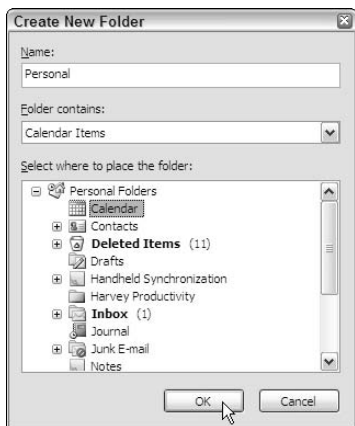 Create New Folder
Name:
Personal
Folder contains:
Calendar Items
Select where to place the folder:
Personal Folders
Calendar
Contacts
Deleted Items (11)
Drafts
Handheld Synchronization
Harvey Productivity
Inbox (1)
Journal
Junk E-mail
Notes
OK Cancel